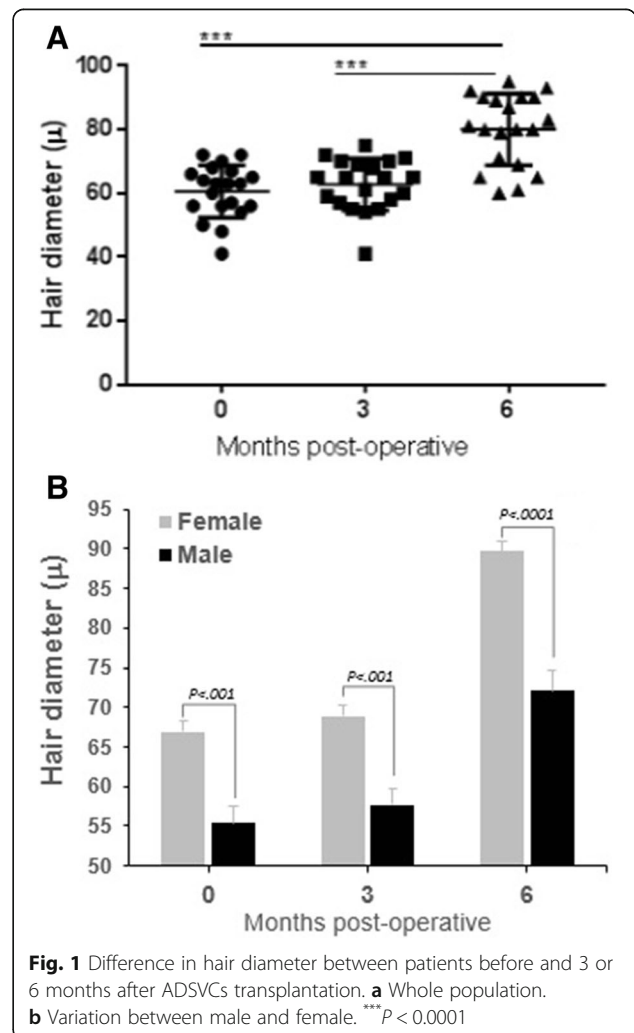 A
***
***
100
80
60
40
20
0
Hair diameter (µ)
0 3 6
Months post-operative
B
95
90
85
80
75
70
65
60
55
50
Hair diameter (µ)
Female
Male
P<.001
P<.001
P<.0001
0 3 6
Months post-operative
Fig. 1 Difference in hair diameter between patients before and 3 or
6 months after ADSVCs transplantation. a Whole population.
b Variation between male and female. ***P < 0.0001